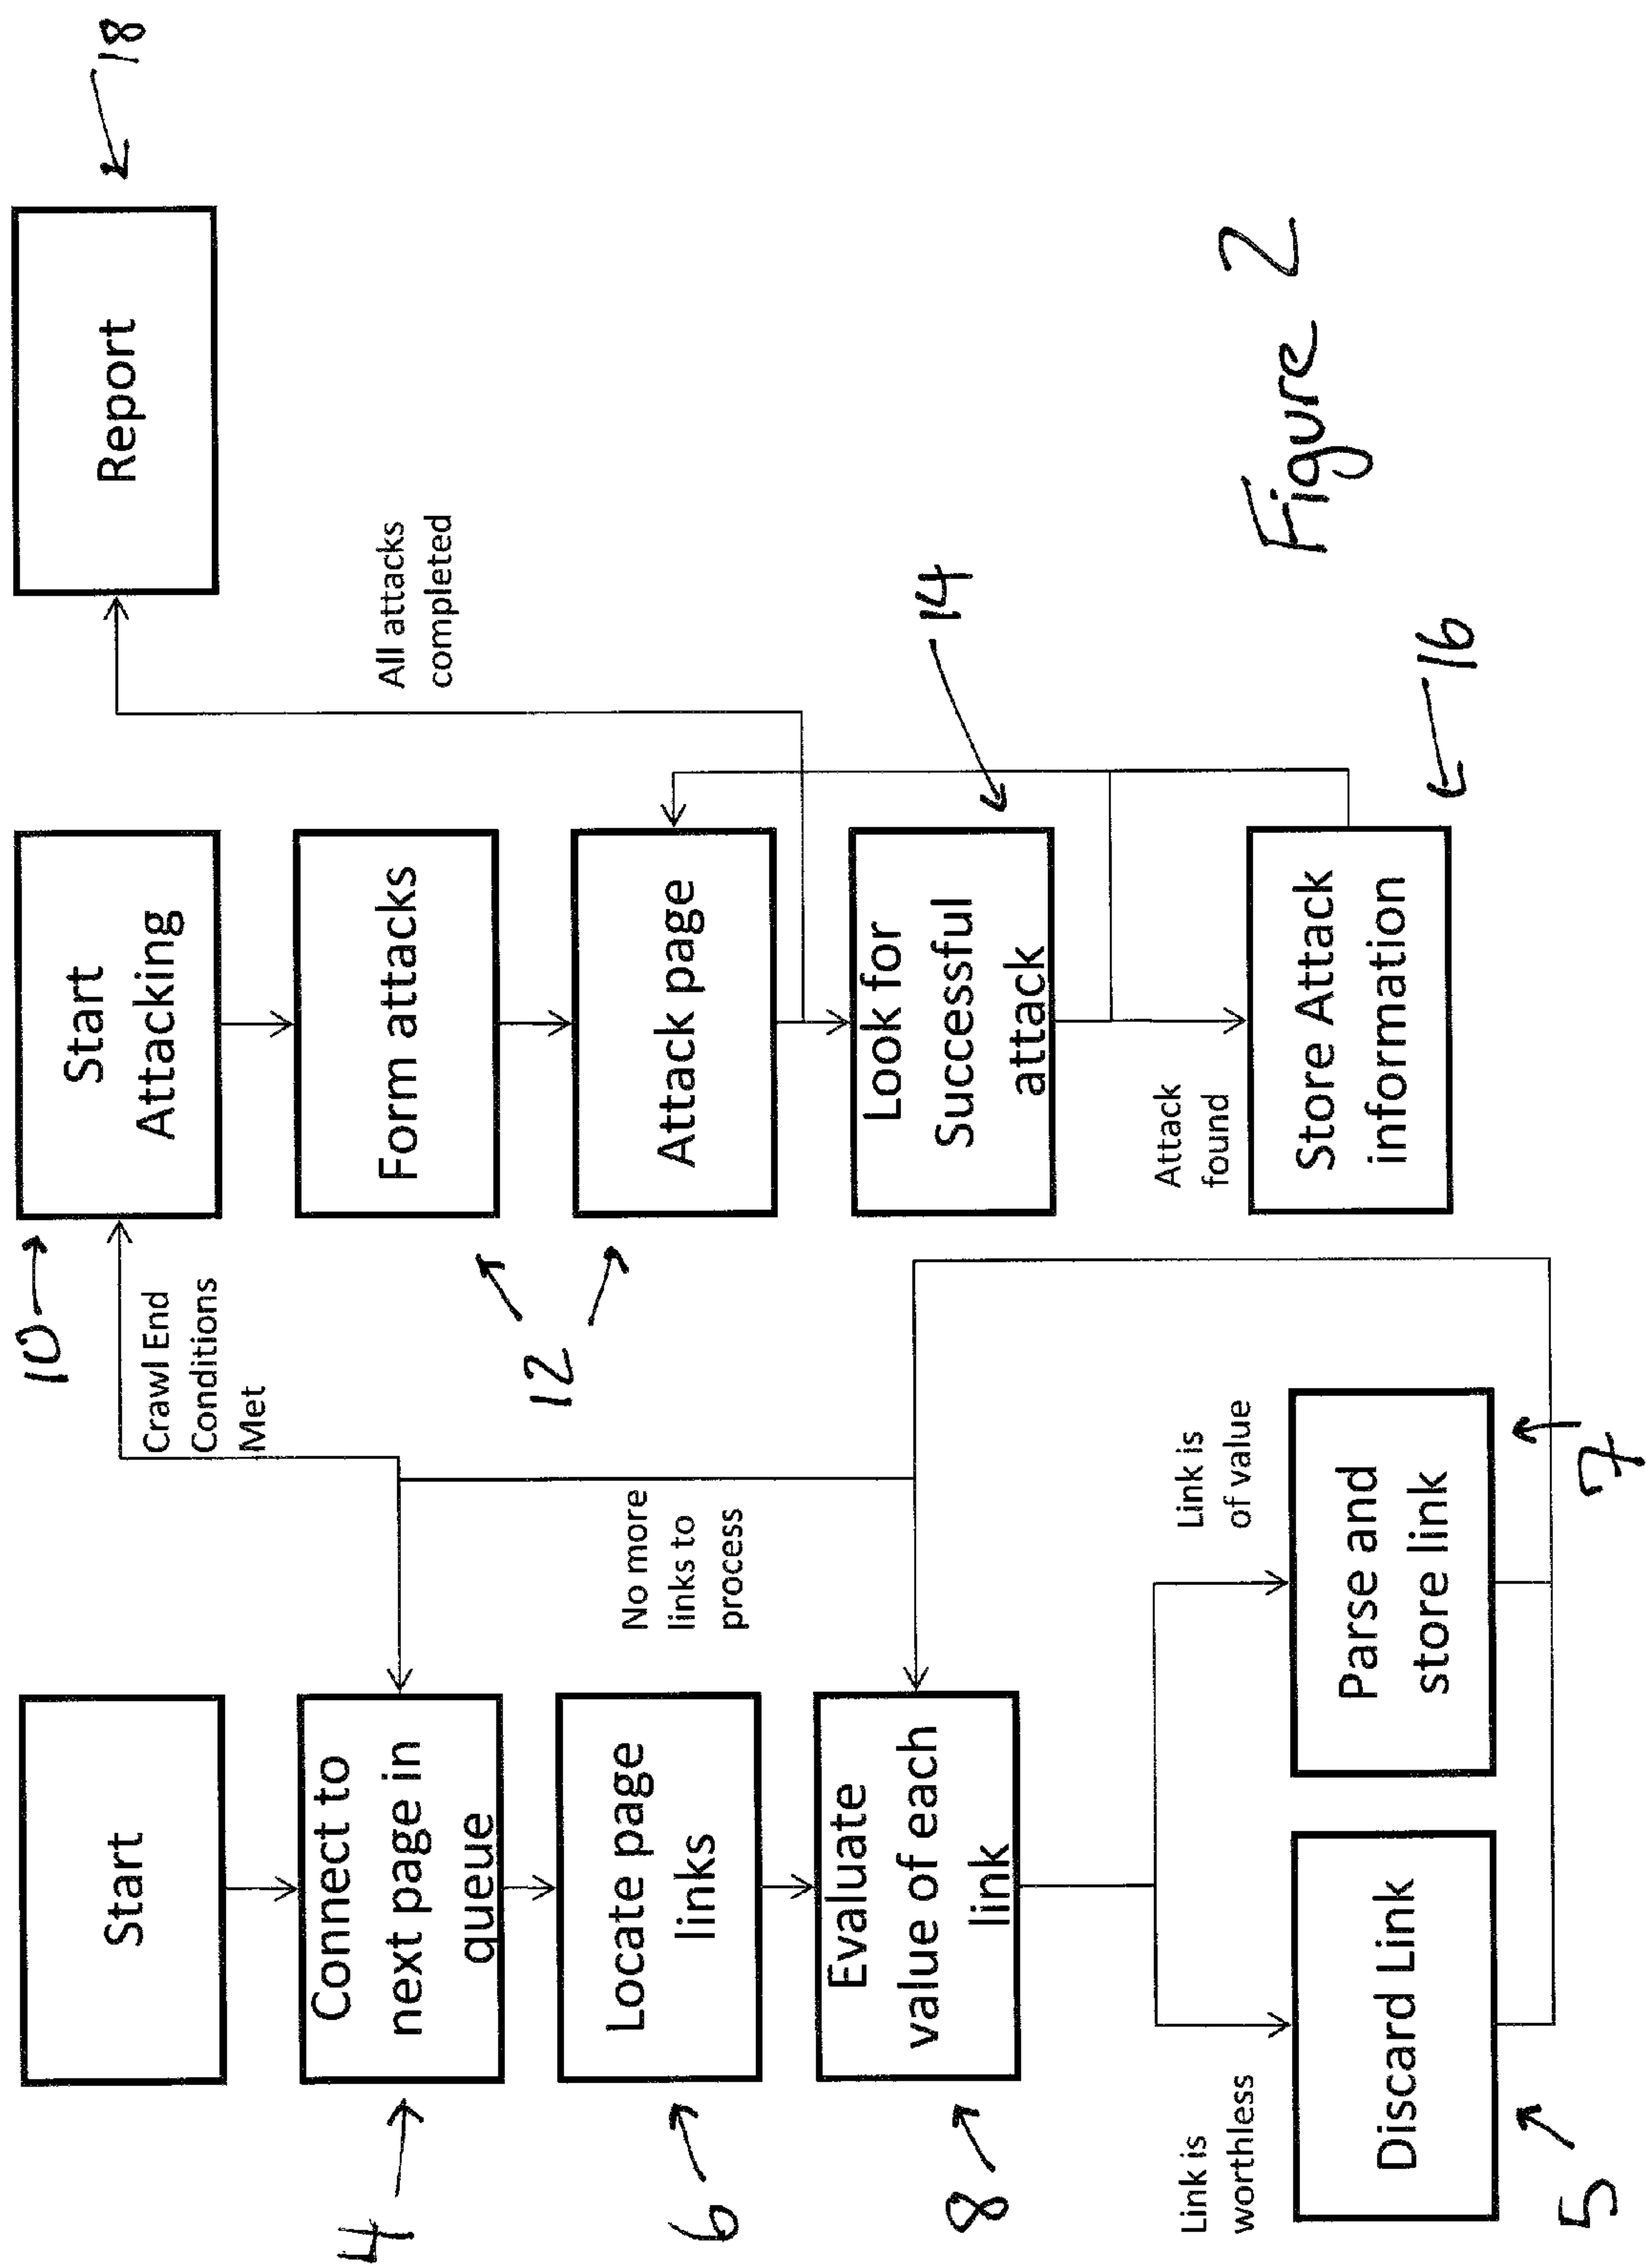 Start
Connect to
next page in
queue
Locate page
links
Evaluate
value of each
link
Link is
worthless
Link is
of value
Discard Link
Parse and
store link
No more
links to
process
Crawl End
Conditions
Met
Start
Attacking
Form attacks
Attack page
Look for
Successful
attack
Attack
found
Store Attack
information
All attacks
completed
Report
4
6
8
5
7
10
12
14
16
18
Figure 2